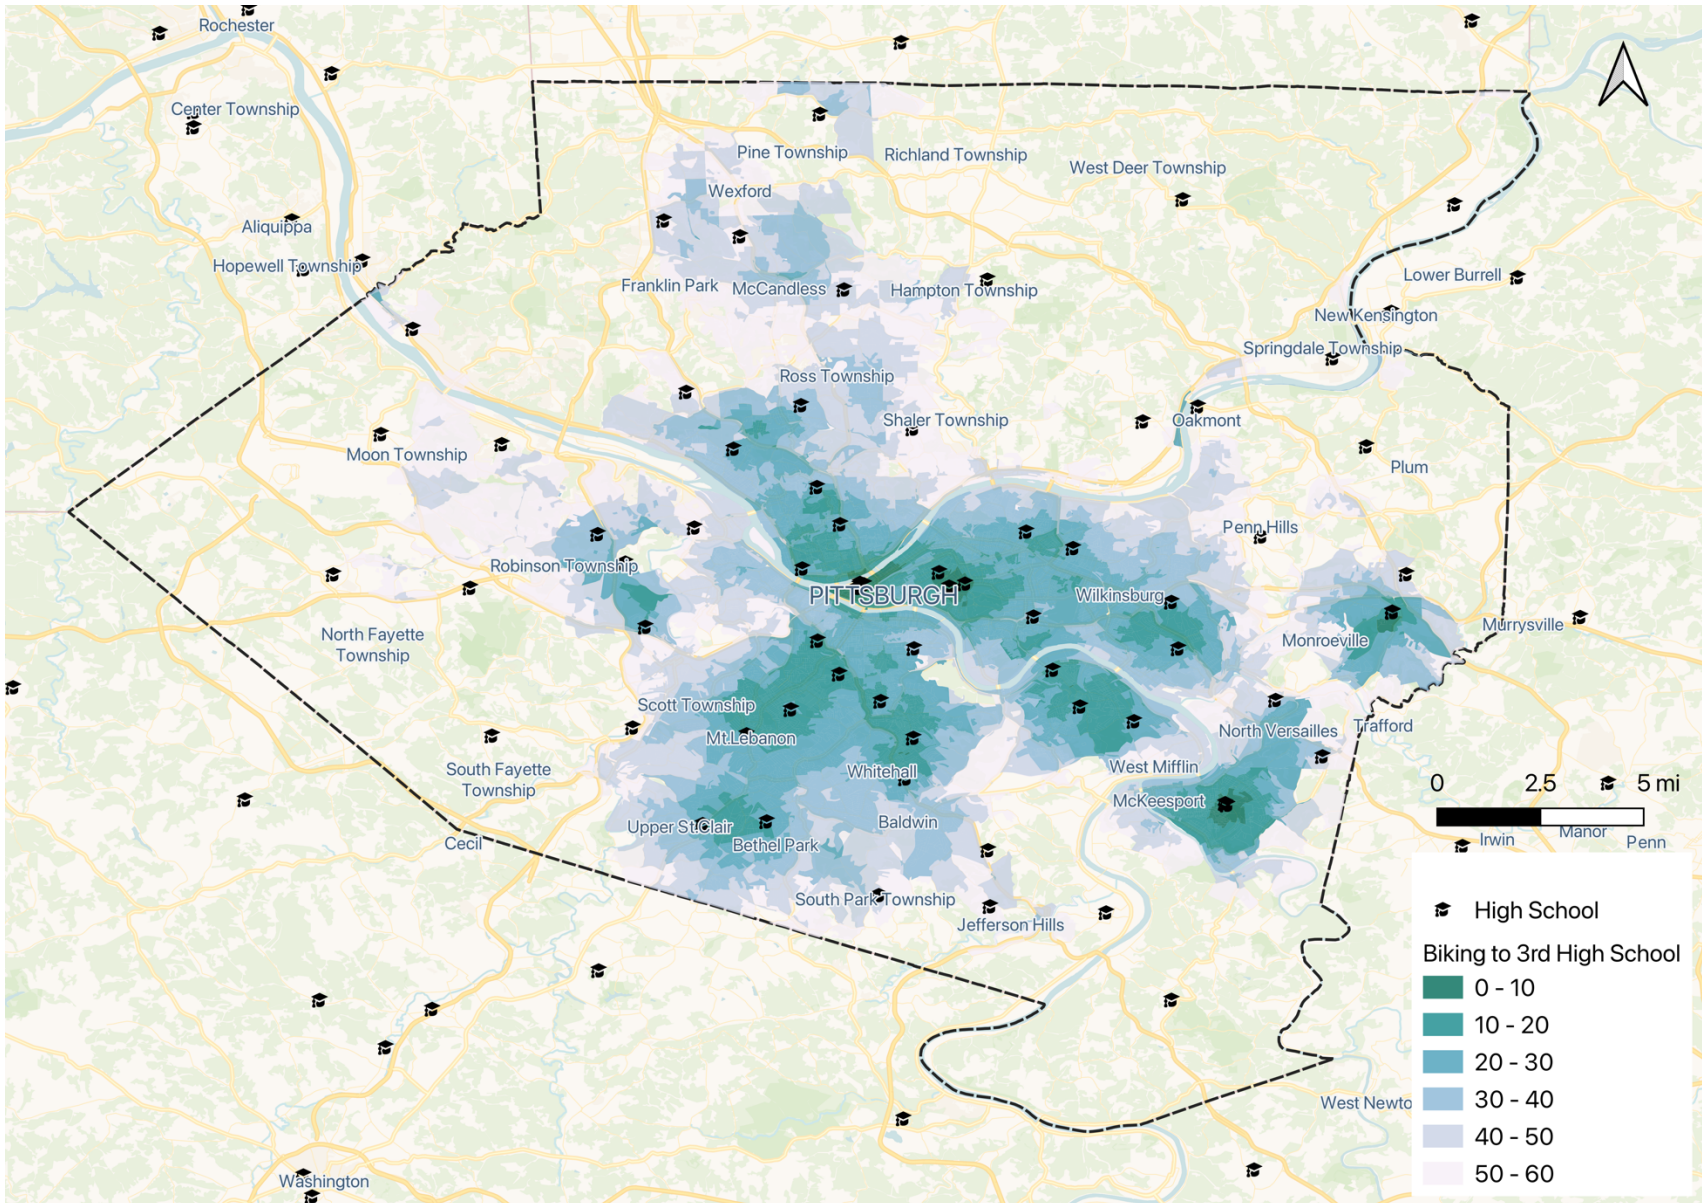 Rochester
Center Township
Pine Township
Richland Township
West Deer Township
Wexford
Aliquippa
Hopewell Township
Franklin Park
McCandless
Hampton Township
Lower Burrell
New Kensington
Springdale Township
Ross Township
Shaler Township
Oakmont
Moon Township
Plum
Penn Hills
Robinson Township
PITTSBURGH
Wilkinsburg
Murrysville
Monroeville
North Fayette
Township
Scott Township
Mt.Lebanon
North Versailles
Trafford
South Fayette
Township
Whitehall
West Mifflin
McKeesport
0 2.5 5 mi
Upper St.Clair
Baldwin
Bethel Park
Cecil
Irwin
Manor
Penn
South Park Township
Jefferson Hills
High School
Biking to 3rd High School
0 - 10
10 - 20
20 - 30
30 - 40
40 - 50
50 - 60
West Newto
Washington